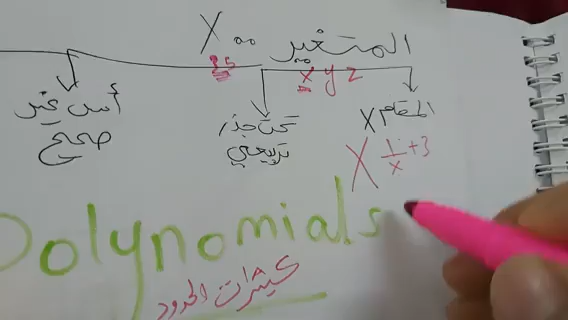 المتغير .. X
x y z
المقام X
تحت جذر
تربيعي
أس غير
صحيح
X 1/x + 3
Polynomials
كثيرات الحدود